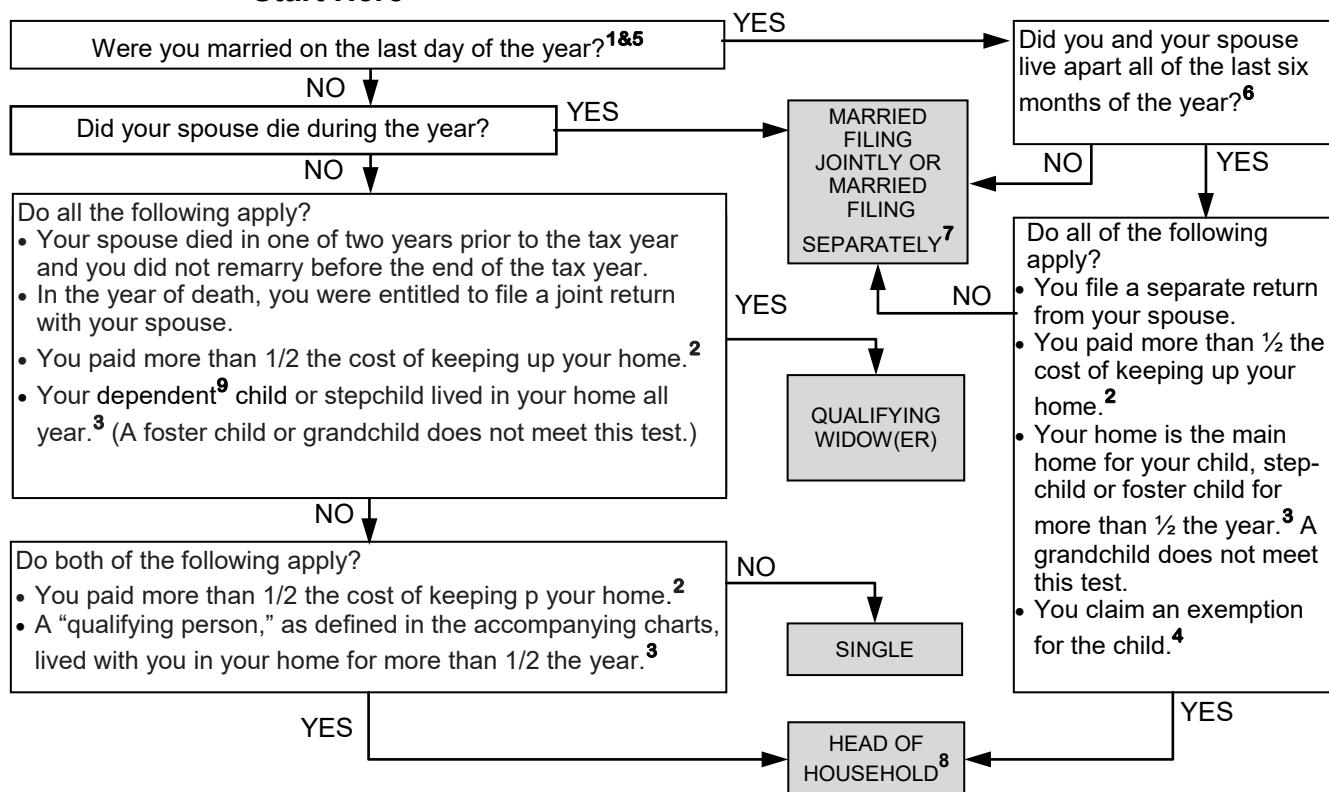 Start Here
Were you married on the last day of the year?1&5
YES
Did you and your spouse
live apart all of the last six
months of the year?6
NO
Did your spouse die during the year?
YES
MARRIED
FILING
JOINTLY OR
MARRIED
FILING
SEPARATELY7
NO
YES
NO
Do all the following apply?
• Your spouse died in one of two years prior to the tax year
and you did not remarry before the end of the tax year.
• In the year of death, you were entitled to file a joint return
with your spouse.
• You paid more than 1/2 the cost of keeping up your home.2
• Your dependent9 child or stepchild lived in your home all
year.3 (A foster child or grandchild does not meet this test.)
YES
QUALIFYING
WIDOW(ER)
NO
Do all of the following
apply?
• You file a separate return
from your spouse.
• You paid more than ½ the
cost of keeping up your
home.2
• Your home is the main
home for your child, step-
child or foster child for
more than ½ the year.3 A
grandchild does not meet
this test.
• You claim an exemption
for the child.4
NO
Do both of the following apply?
• You paid more than 1/2 the cost of keeping p your home.2
• A “qualifying person,” as defined in the accompanying charts,
lived with you in your home for more than 1/2 the year.3
NO
SINGLE
YES
HEAD OF
HOUSEHOLD8
YES